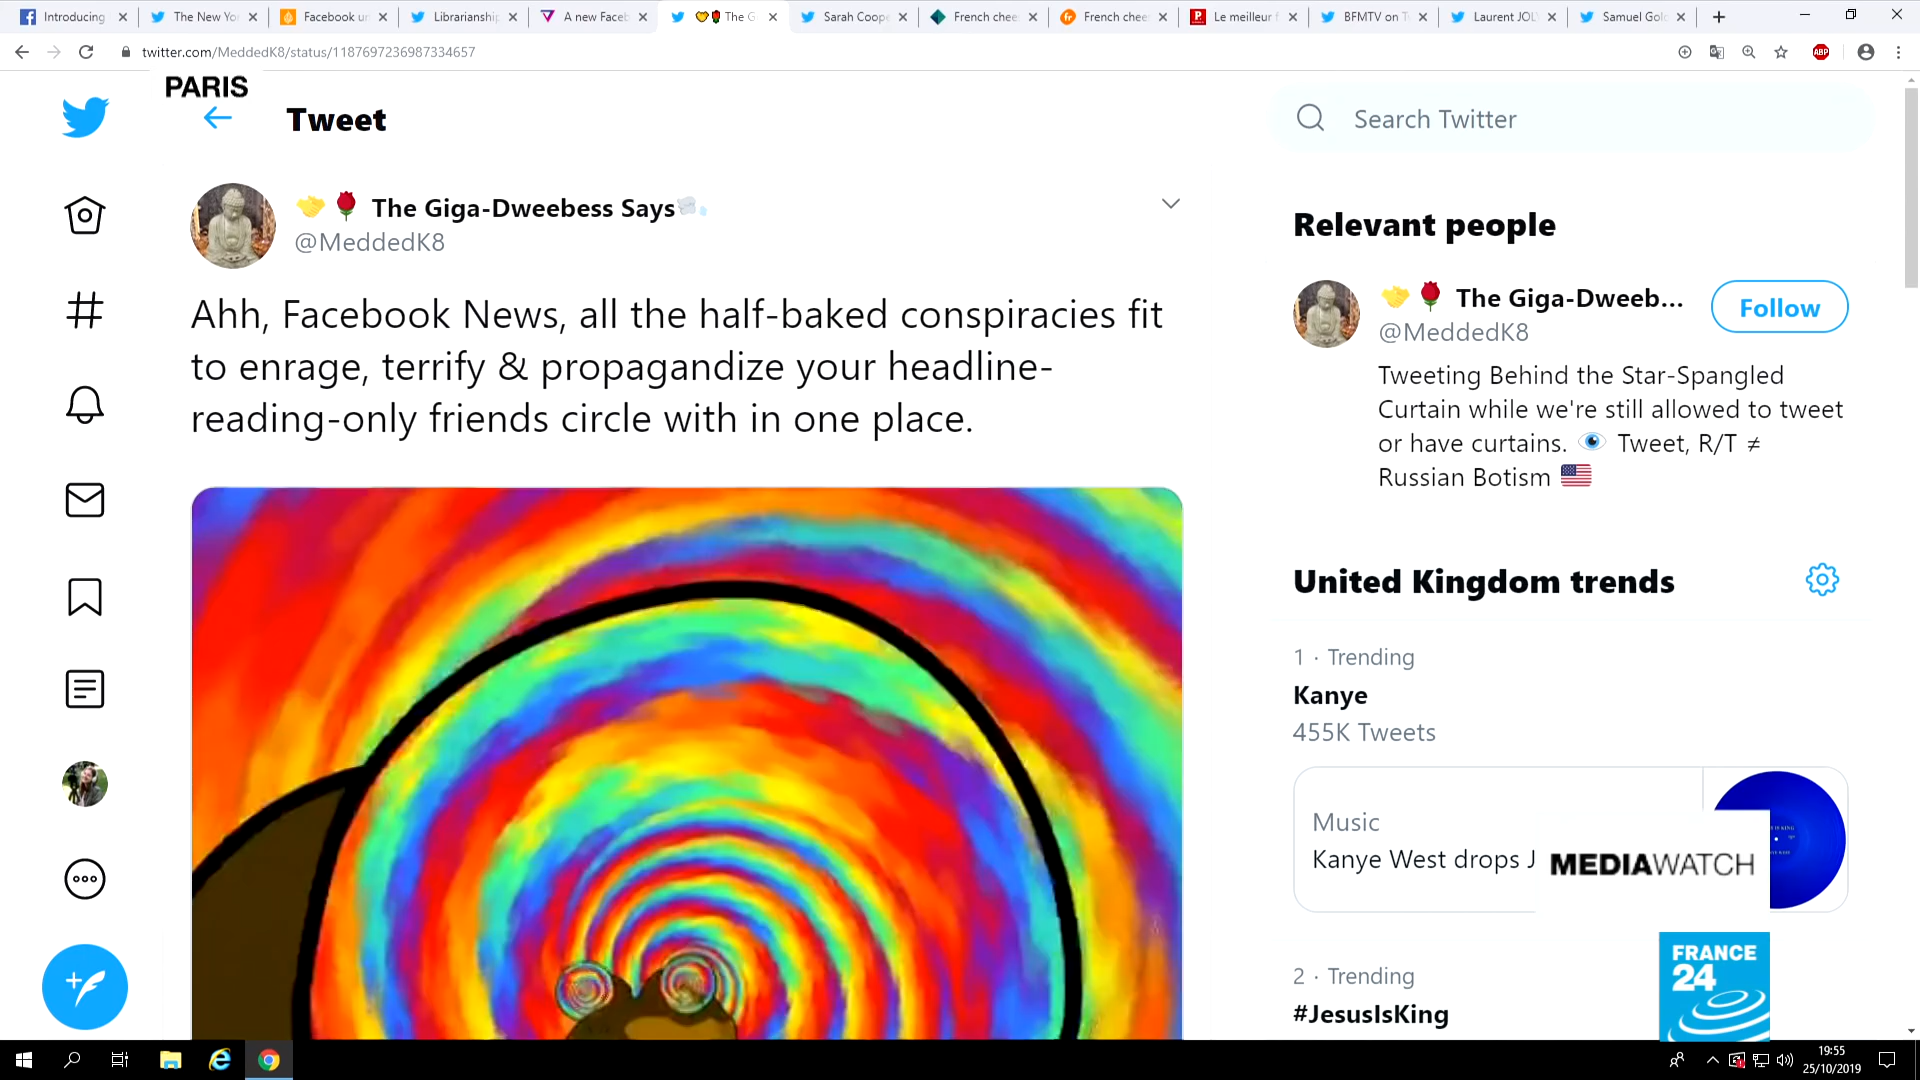 Introducing
The New Yo
Facebook un
Librarianship
A new Faceb
The G
Sarah Coope
French chee
French chee
Le meilleur f
BFMTV on T
Laurent JOL
Samuel Gol
twitter.com/MeddedK8/status/1187697236987334657
ABP
PARIS
Tweet
Search Twitter
The Giga-Dweebess Says
@MeddedK8
Ahh, Facebook News, all the half-baked conspiracies fit
to enrage, terrify & propagandize your headline-
reading-only friends circle with in one place.
Relevant people
The Giga-Dweeb...
@MeddedK8
Follow
Tweeting Behind the Star-Spangled
Curtain while we're still allowed to tweet
or have curtains. 👁 Tweet, R/T ≠
Russian Botism 🇺🇸
United Kingdom trends
1 · Trending
Kanye
455K Tweets
Music
Kanye West drops J
MEDIAWATCH
2 · Trending
#JesusIsKing
FRANCE
24
19:55
25/10/2019